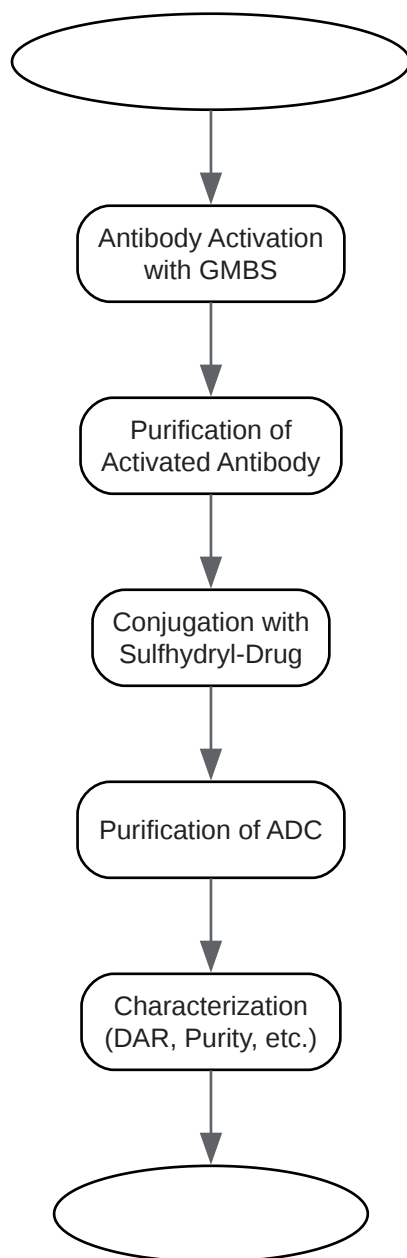 Antibody Activation
with GMBS
Purification of
Activated Antibody
Conjugation with
Sulfhydryl-Drug
Purification of ADC
Characterization
(DAR, Purity, etc.)